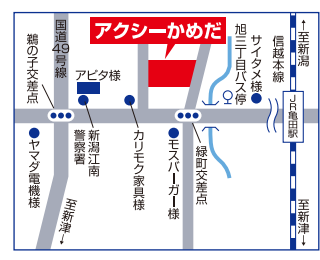 アクシーかめだ
国道49号線
鵜の子交差点
アピタ様
新潟江南
警察署
ヤマダ電機様
至新津→
カリモク家具様
モスバーガー様
緑町交差点
旭三丁目バス停
サイタメ様
信越本線
←至新潟
JR亀田駅
至新津→